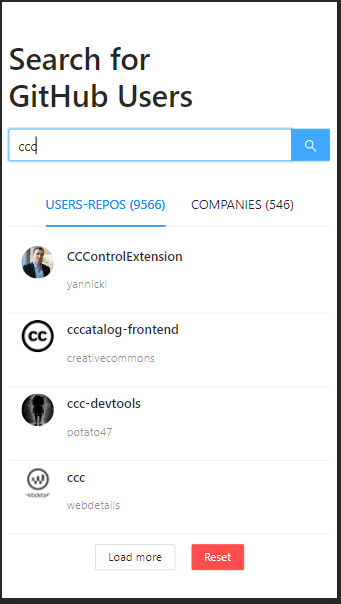 Search for
GitHub Users
ccc
USERS-REPOS (9566)
COMPANIES (546)
CCControlExtension
yannickl
cc
cccatalog-frontend
creativecommons
ccc-devtools
potato47
ccc
webdetails
Load more
Reset